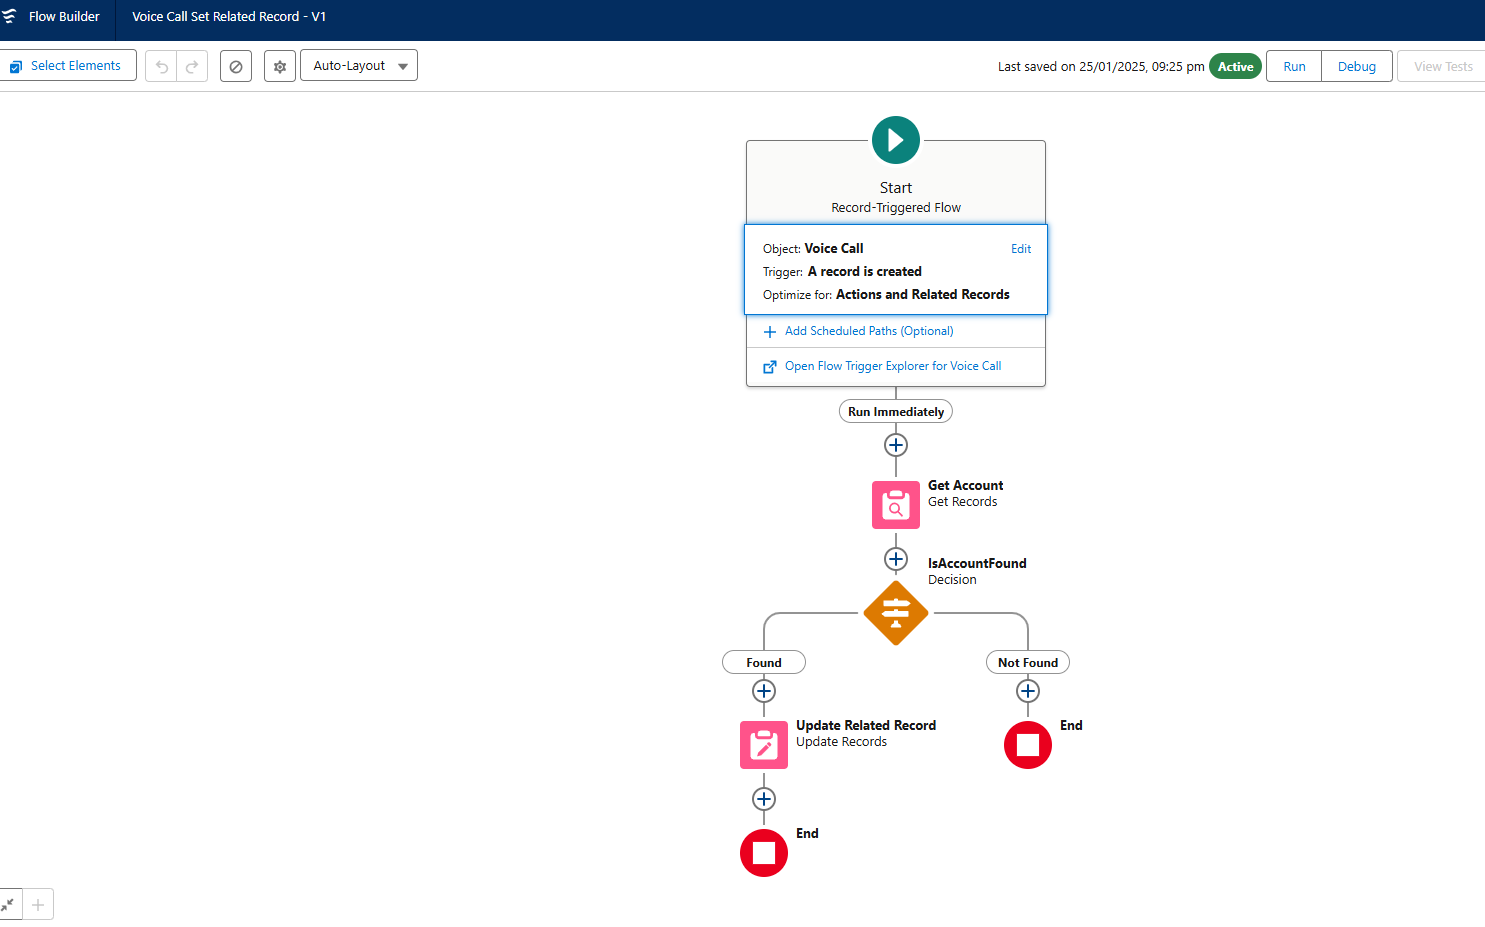 Flow Builder
Voice Call Set Related Record - V1
Select Elements
Auto-Layout
Last saved on 25/01/2025, 09:25 pm
Active
Run
Debug
View Tests
Start
Record-Triggered Flow
Object: Voice Call
Edit
Trigger: A record is created
Optimize for: Actions and Related Records
Add Scheduled Paths (Optional)
Open Flow Trigger Explorer for Voice Call
Run Immediately
Get Account
Get Records
IsAccountFound
Decision
Found
Not Found
Update Related Record
Update Records
End
End